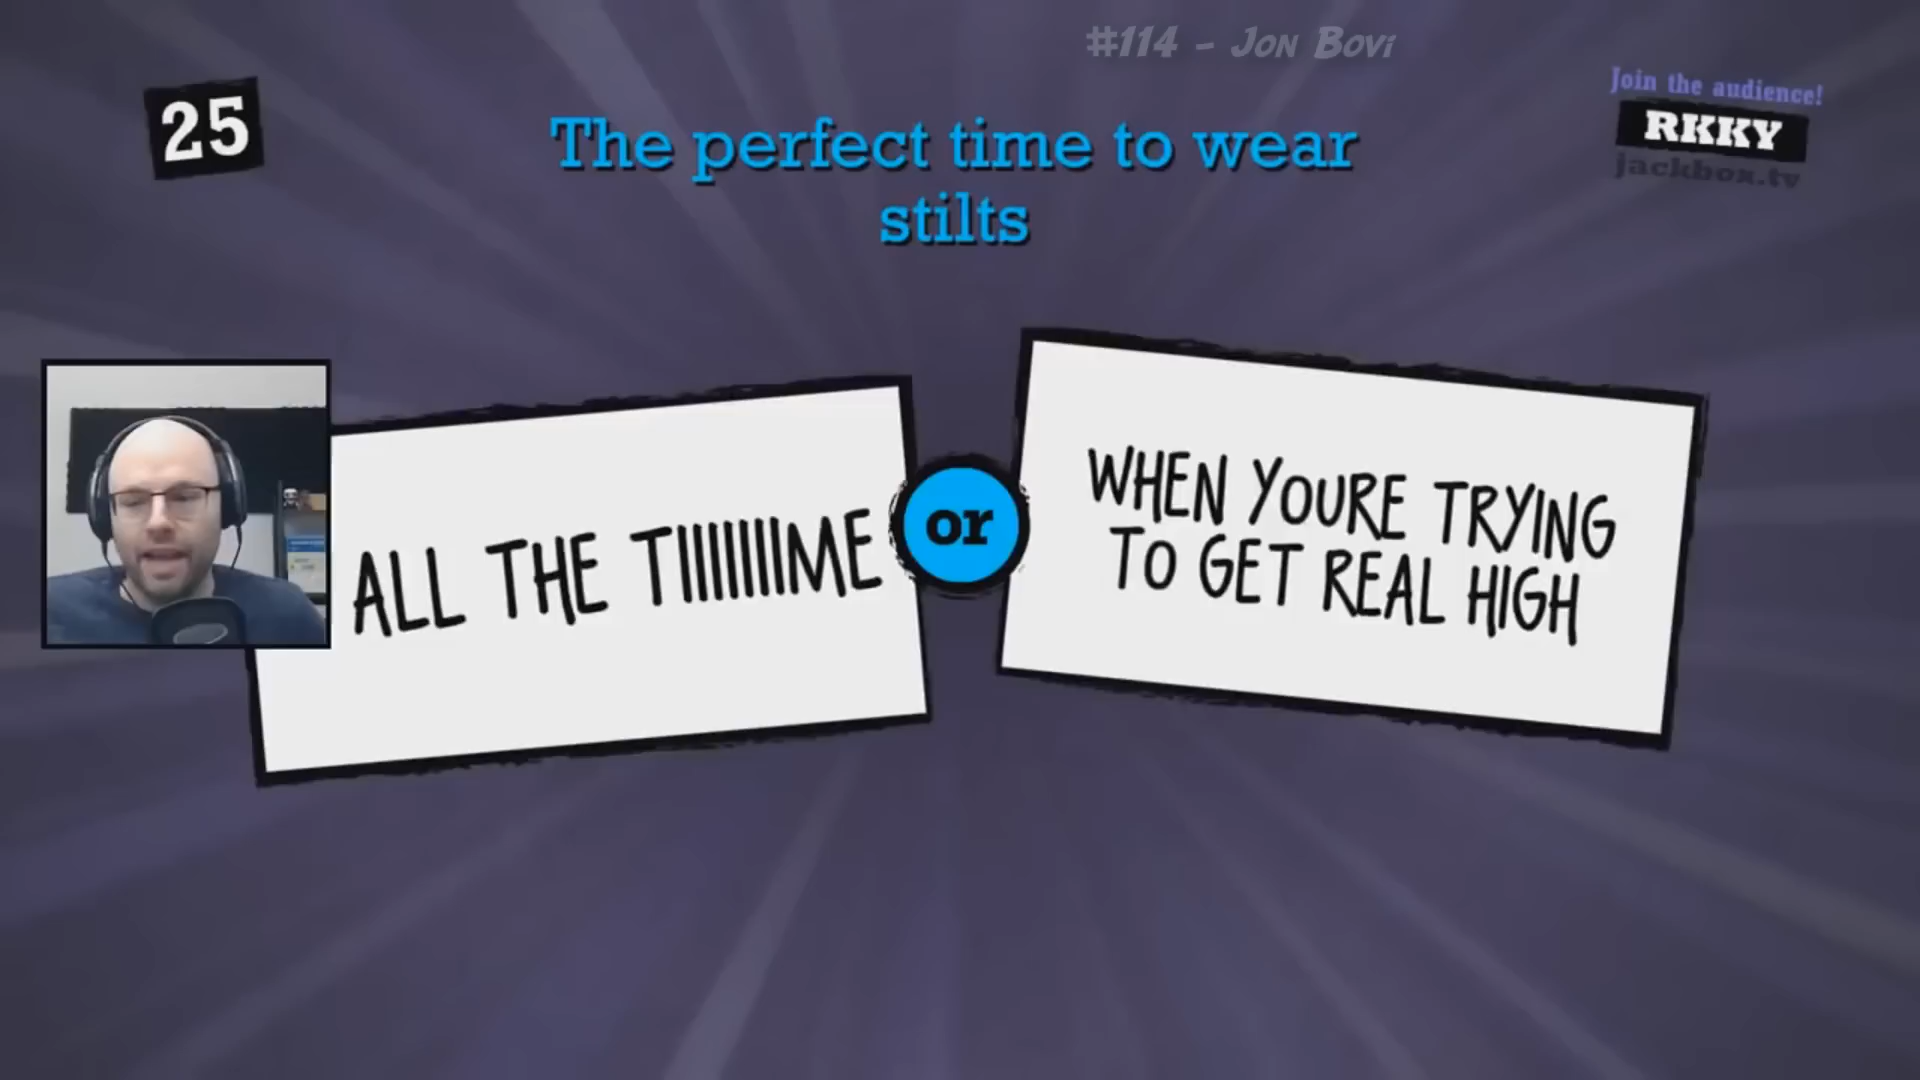 #114 - Jon Bovi
25
Join the audience!
RKKY
jackbox.tv
The perfect time to wear
stilts
ALL THE TIIIIIIIME
or
WHEN YOURE TRYING
TO GET REAL HIGH